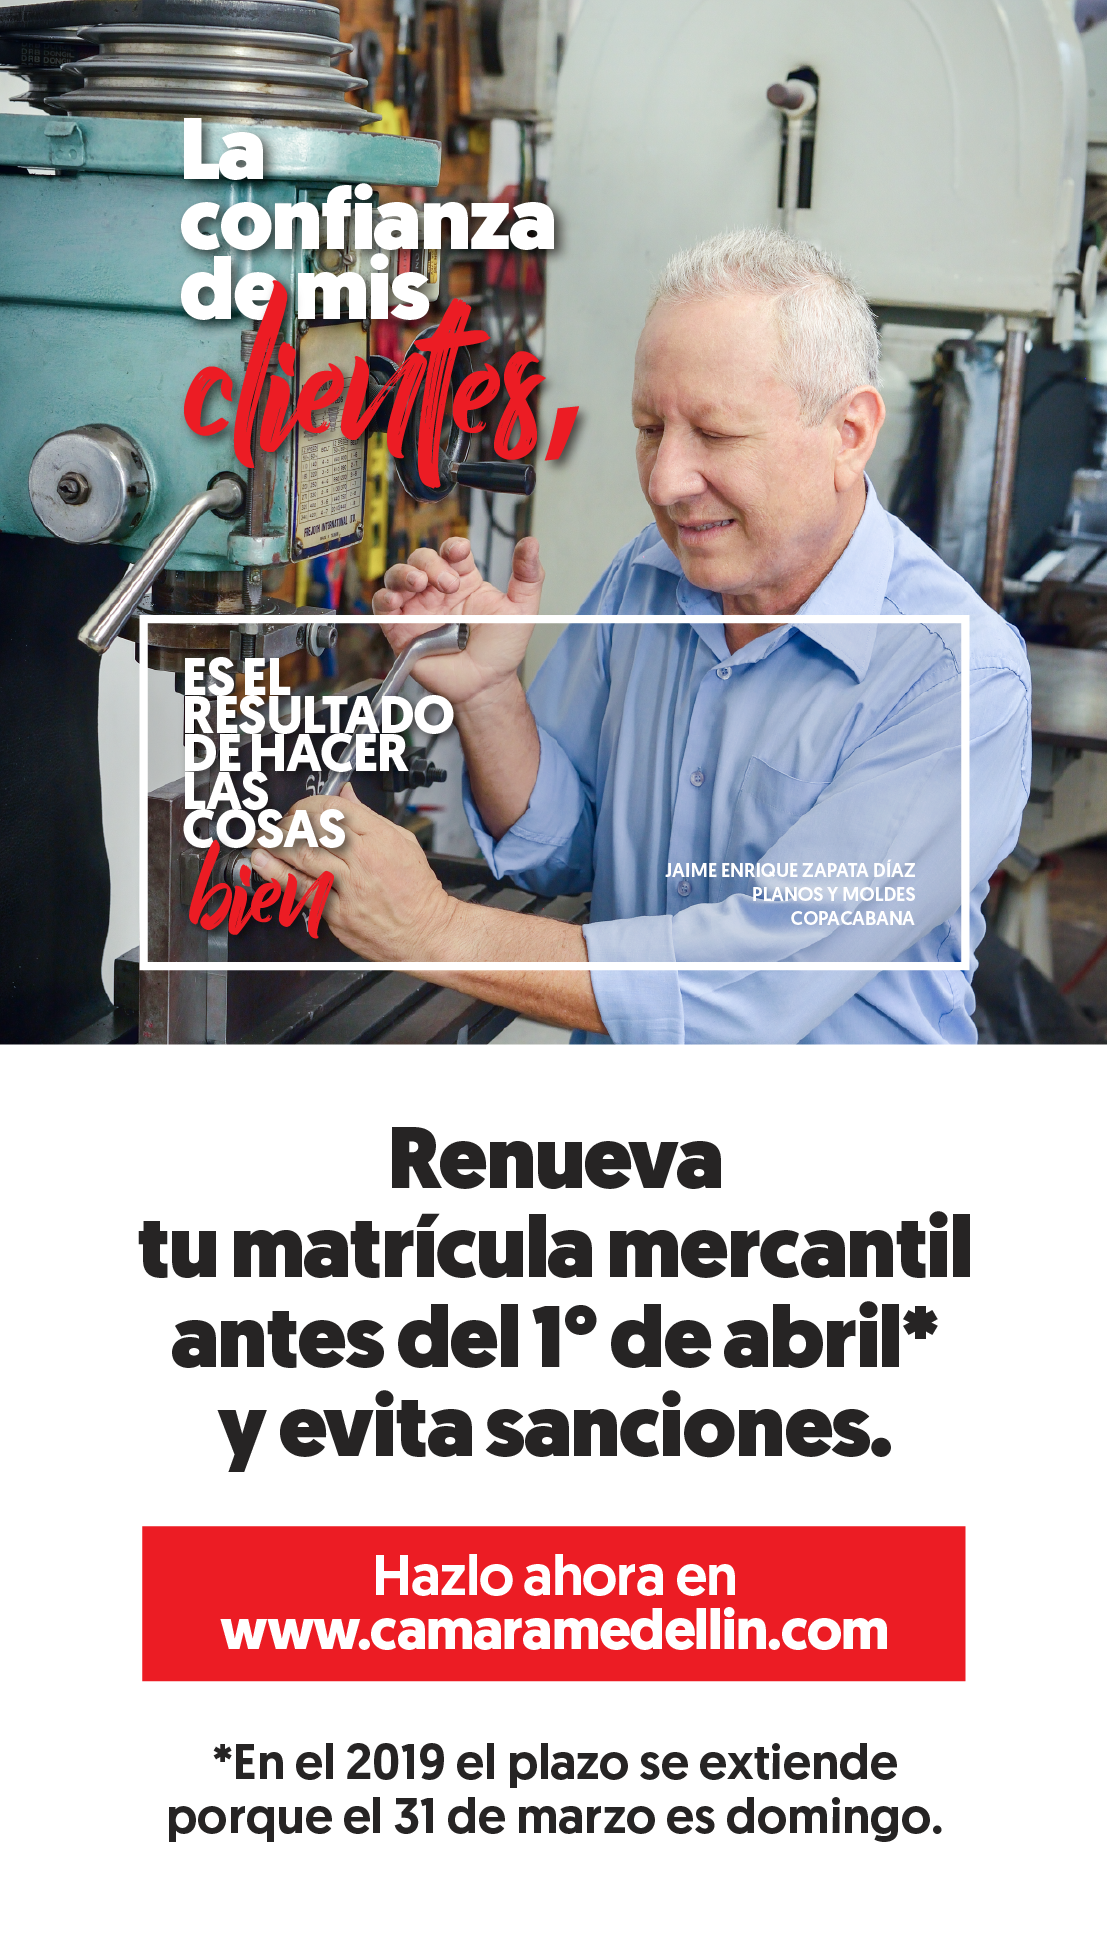 La
confianza
de mis
clientes,
ES EL
RESULTADO
DE HACER
LAS
COSAS
bien
JAIME ENRIQUE ZAPATA DÍAZ
PLANOS Y MOLDES
COPACABANA
Renueva
tu matrícula mercantil
antes del 1° de abril*
y evita sanciones.
Hazlo ahora en
www.camaramedellin.com
*En el 2019 el plazo se extiende
porque el 31 de marzo es domingo.